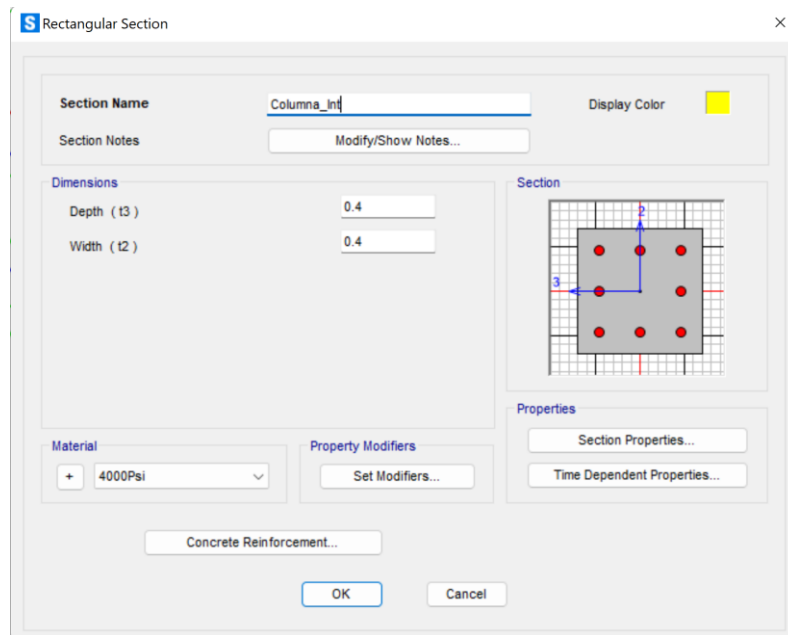 S Rectangular Section
Section Name
Columna_Int
Display Color
Section Notes
Modify/Show Notes...
Dimensions
Depth ( t3 )
0.4
Width ( t2 )
0.4
Section
2
3
Properties
Section Properties...
Time Dependent Properties...
Material
+
4000Psi
Property Modifiers
Set Modifiers...
Concrete Reinforcement...
OK
Cancel